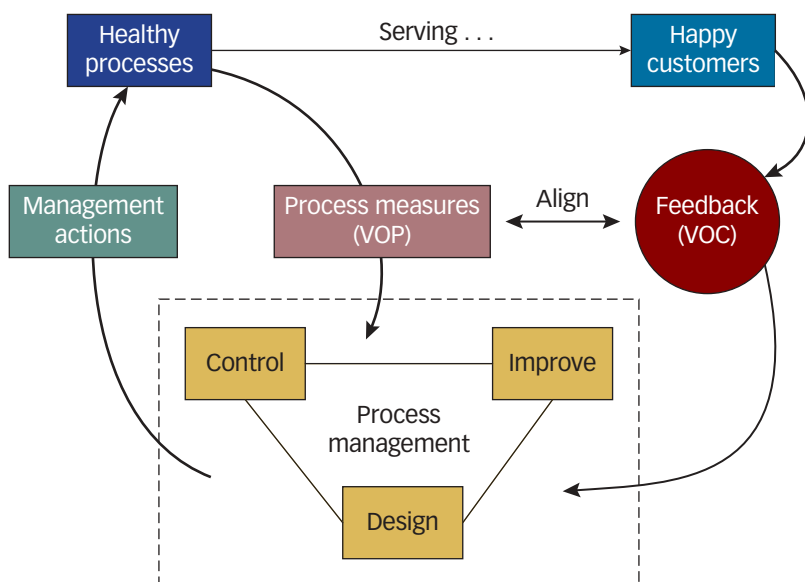 Healthy
processes
Serving . . .
Happy
customers
Management
actions
Process measures
(VOP)
Align
Feedback
(VOC)
Control
Improve
Process
management
Design